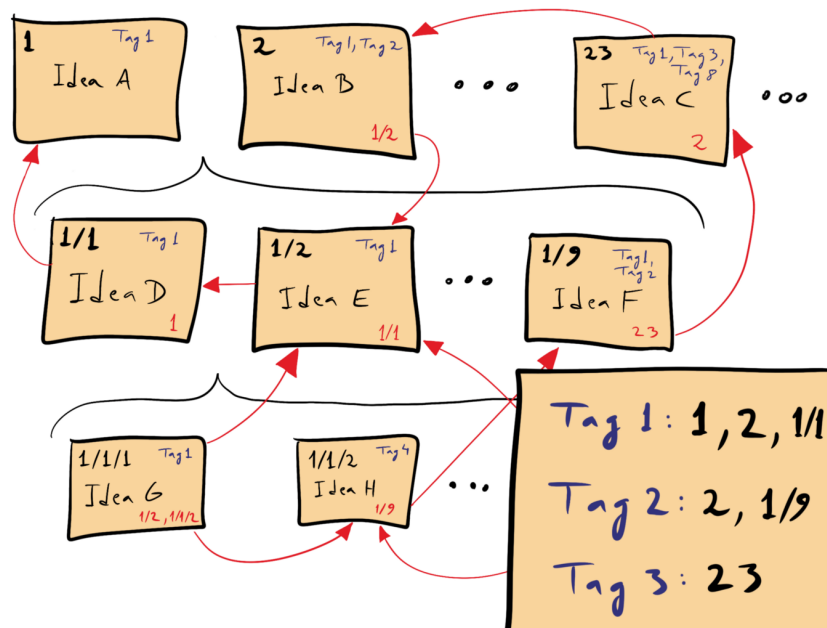 1 Tag 1
Idea A
2 Tag 1, Tag 2
Idea B
1/2
23 Tag 1, Tag 3,
Tag 8
Idea C
2
1/1 Tag 1
Idea D
1
1/2 Tag 1
Idea E
1/1
1/9 Tag 1,
Tag 2
Idea F
23
1/1/1 Tag 1
Idea G
1/2, 1/1/2
1/1/2 Tag 4
Idea H
1/9
Tag 1: 1, 2, 1/1
Tag 2: 2, 1/9
Tag 3: 23